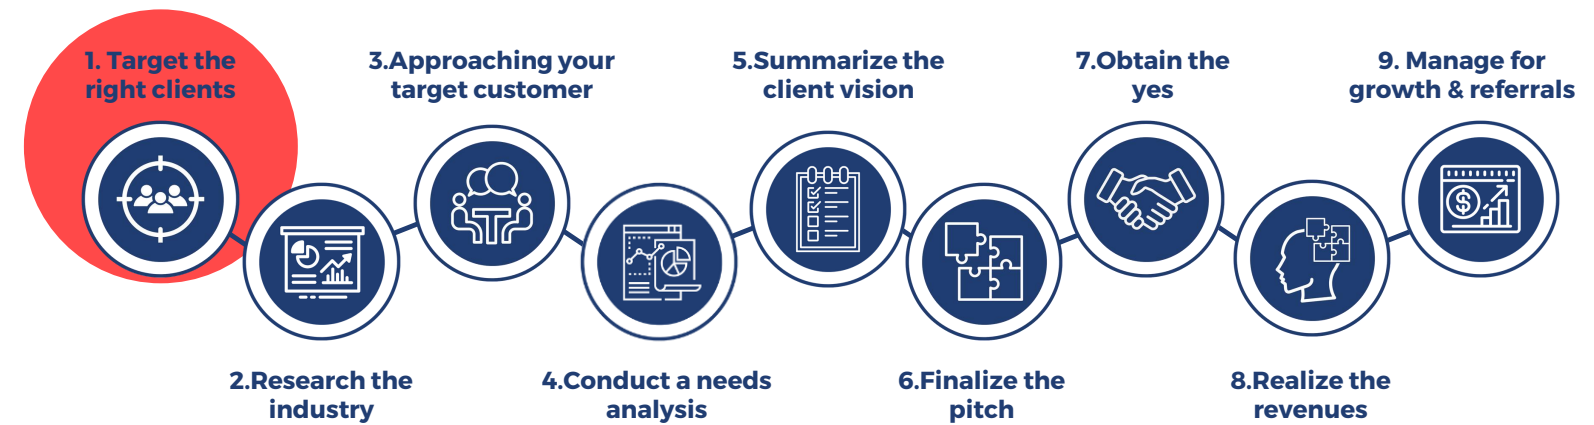 1. Target the
right clients
2.Research the
industry
3.Approaching your
target customer
4.Conduct a needs
analysis
5.Summarize the
client vision
6.Finalize the
pitch
7.Obtain the
yes
8.Realize the
revenues
9. Manage for
growth & referrals